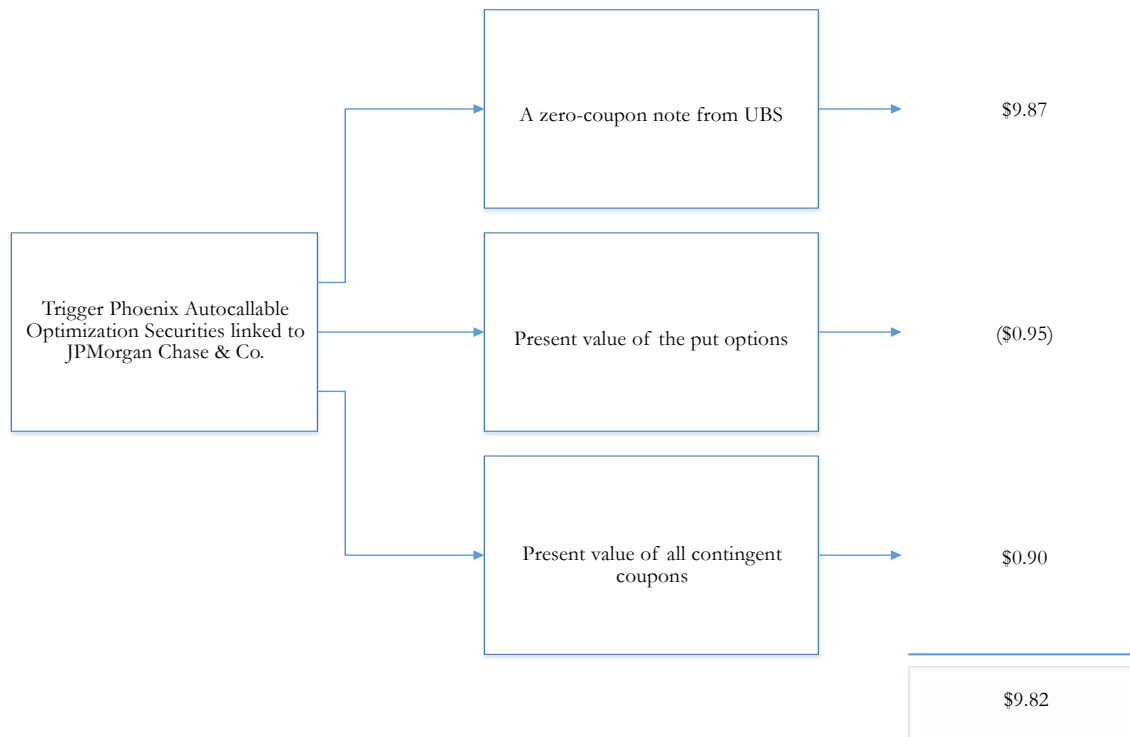 A zero-coupon note from UBS
$9.87
Trigger Phoenix Autocallable
Optimization Securities linked to
JPMorgan Chase & Co.
Present value of the put options
($0.95)
Present value of all contingent
coupons
$0.90
$9.82